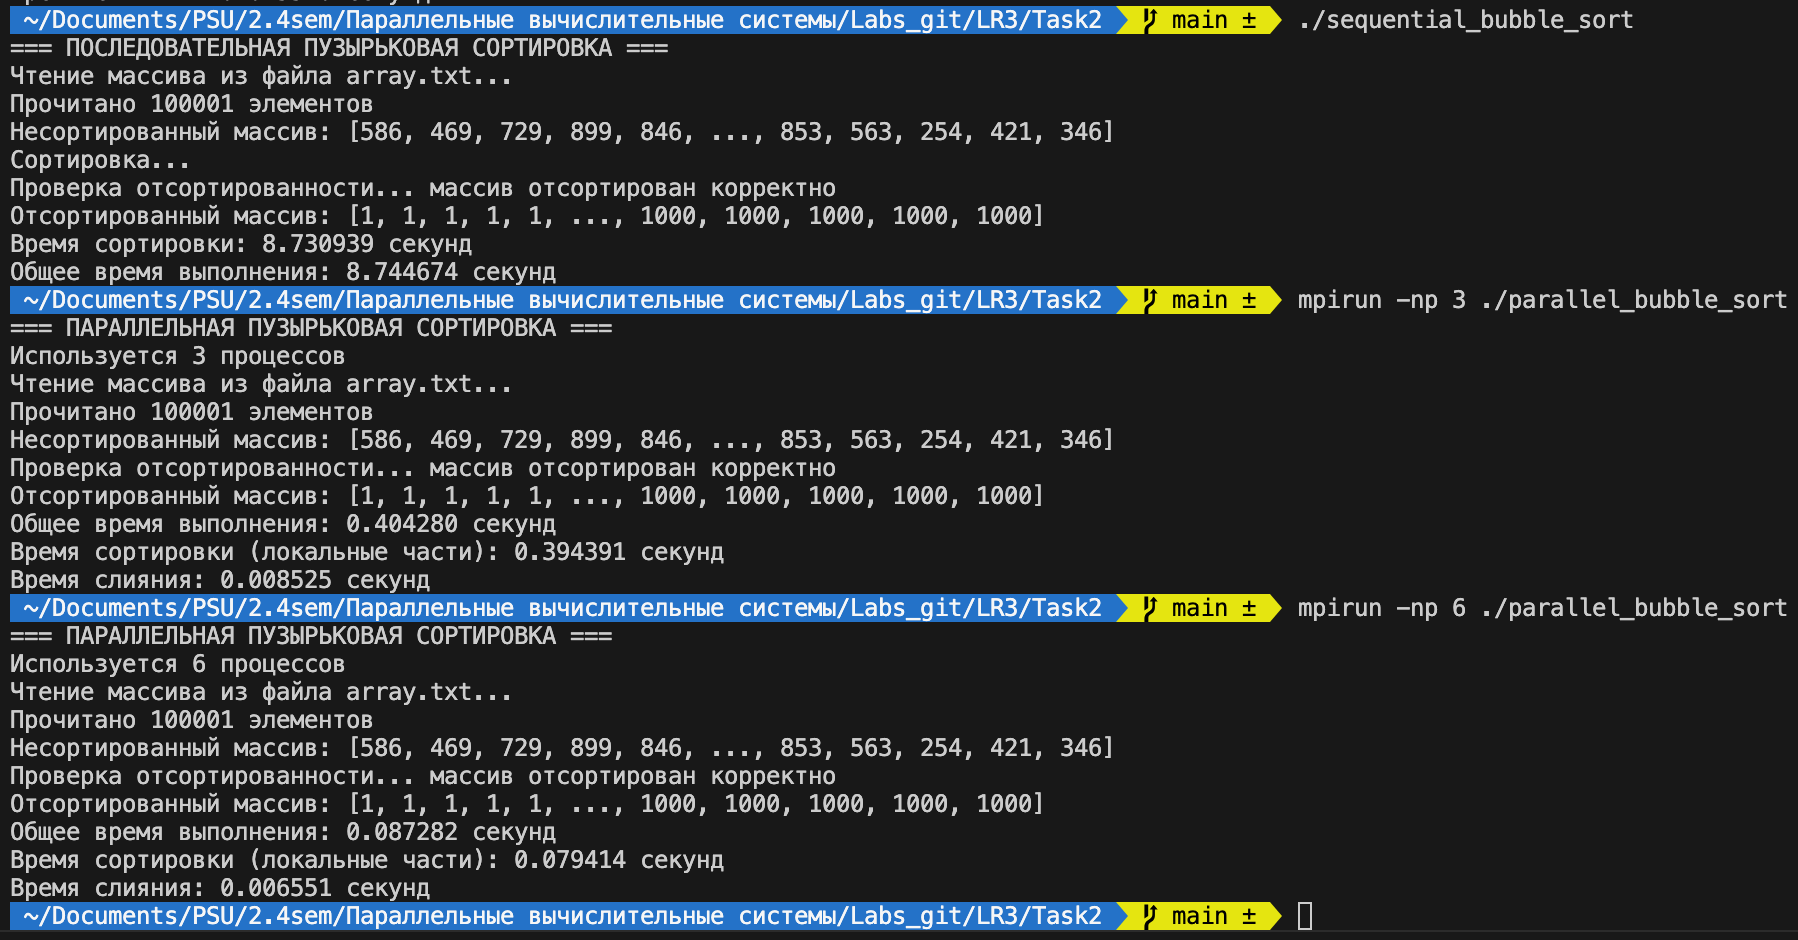 ~/Documents/PSU/2.4sem/Параллельные вычислительные системы/Labs_git/LR3/Task2 main ± ./sequential_bubble_sort
=== ПОСЛЕДОВАТЕЛЬНАЯ ПУЗЫРЬКОВАЯ СОРТИРОВКА ===
Чтение массива из файла array.txt...
Прочитано 100001 элементов
Несортированный массив: [586, 469, 729, 899, 846, ..., 853, 563, 254, 421, 346]
Сортировка...
Проверка отсортированности... массив отсортирован корректно
Отсортированный массив: [1, 1, 1, 1, 1, ..., 1000, 1000, 1000, 1000, 1000]
Время сортировки: 8.730939 секунд
Общее время выполнения: 8.744674 секунд
~/Documents/PSU/2.4sem/Параллельные вычислительные системы/Labs_git/LR3/Task2 main ± mpirun -np 3 ./parallel_bubble_sort
=== ПАРАЛЛЕЛЬНАЯ ПУЗЫРЬКОВАЯ СОРТИРОВКА ===
Используется 3 процессов
Чтение массива из файла array.txt...
Прочитано 100001 элементов
Несортированный массив: [586, 469, 729, 899, 846, ..., 853, 563, 254, 421, 346]
Проверка отсортированности... массив отсортирован корректно
Отсортированный массив: [1, 1, 1, 1, 1, ..., 1000, 1000, 1000, 1000, 1000]
Общее время выполнения: 0.404280 секунд
Время сортировки (локальные части): 0.394391 секунд
Время слияния: 0.008525 секунд
~/Documents/PSU/2.4sem/Параллельные вычислительные системы/Labs_git/LR3/Task2 main ± mpirun -np 6 ./parallel_bubble_sort
=== ПАРАЛЛЕЛЬНАЯ ПУЗЫРЬКОВАЯ СОРТИРОВКА ===
Используется 6 процессов
Чтение массива из файла array.txt...
Прочитано 100001 элементов
Несортированный массив: [586, 469, 729, 899, 846, ..., 853, 563, 254, 421, 346]
Проверка отсортированности... массив отсортирован корректно
Отсортированный массив: [1, 1, 1, 1, 1, ..., 1000, 1000, 1000, 1000, 1000]
Общее время выполнения: 0.087282 секунд
Время сортировки (локальные части): 0.079414 секунд
Время слияния: 0.006551 секунд
~/Documents/PSU/2.4sem/Параллельные вычислительные системы/Labs_git/LR3/Task2 main ±